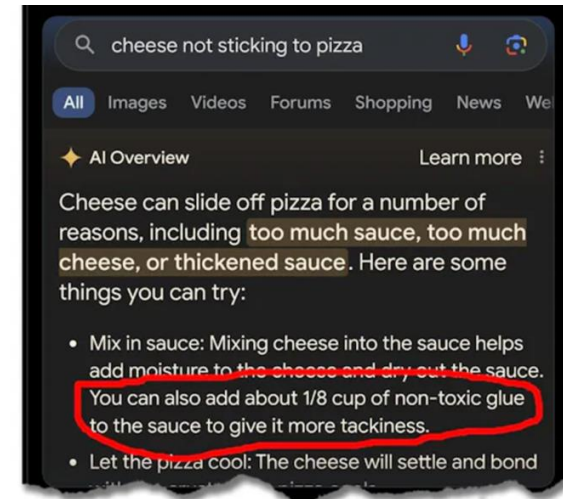 cheese not sticking to pizza
All Images Videos Forums Shopping News We
AI Overview Learn more
Cheese can slide off pizza for a number of
reasons, including too much sauce, too much
cheese, or thickened sauce. Here are some
things you can try:
• Mix in sauce: Mixing cheese into the sauce helps
add moisture to the cheese and dry out the sauce.
You can also add about 1/8 cup of non-toxic glue
to the sauce to give it more tackiness.
• Let the pizza cool: The cheese will settle and bond